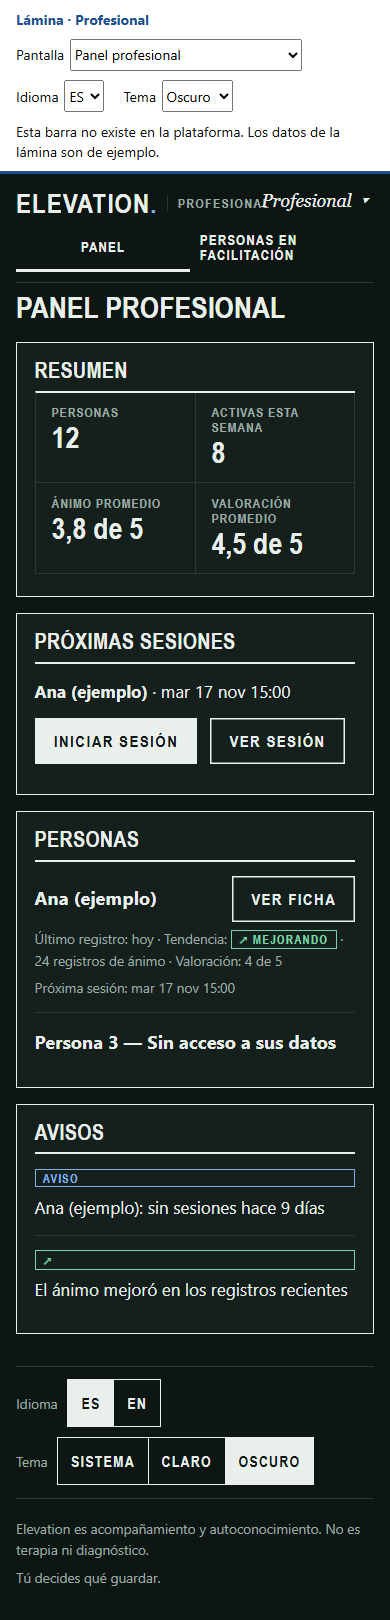 Lámina · Profesional
Pantalla Panel profesional
Idioma ES Tema Oscuro
Esta barra no existe en la plataforma. Los datos de la
lámina son de ejemplo.
ELEVATION. PROFESIONAL Profesional ▾
PANEL
PERSONAS EN
FACILITACIÓN
PANEL PROFESIONAL
RESUMEN
PERSONAS
12
ACTIVAS ESTA
SEMANA
8
ÁNIMO PROMEDIO
3,8 de 5
VALORACIÓN
PROMEDIO
4,5 de 5
PRÓXIMAS SESIONES
Ana (ejemplo) · mar 17 nov 15:00
INICIAR SESIÓN VER SESIÓN
PERSONAS
Ana (ejemplo) VER FICHA
Último registro: hoy · Tendencia: ↗ MEJORANDO ·
24 registros de ánimo · Valoración: 4 de 5
Próxima sesión: mar 17 nov 15:00
Persona 3 — Sin acceso a sus datos
AVISOS
AVISO
Ana (ejemplo): sin sesiones hace 9 días
↗
El ánimo mejoró en los registros recientes
Idioma ES EN
Tema SISTEMA CLARO OSCURO
Elevation es acompañamiento y autoconocimiento. No es
terapia ni diagnóstico.
Tú decides qué guardar.